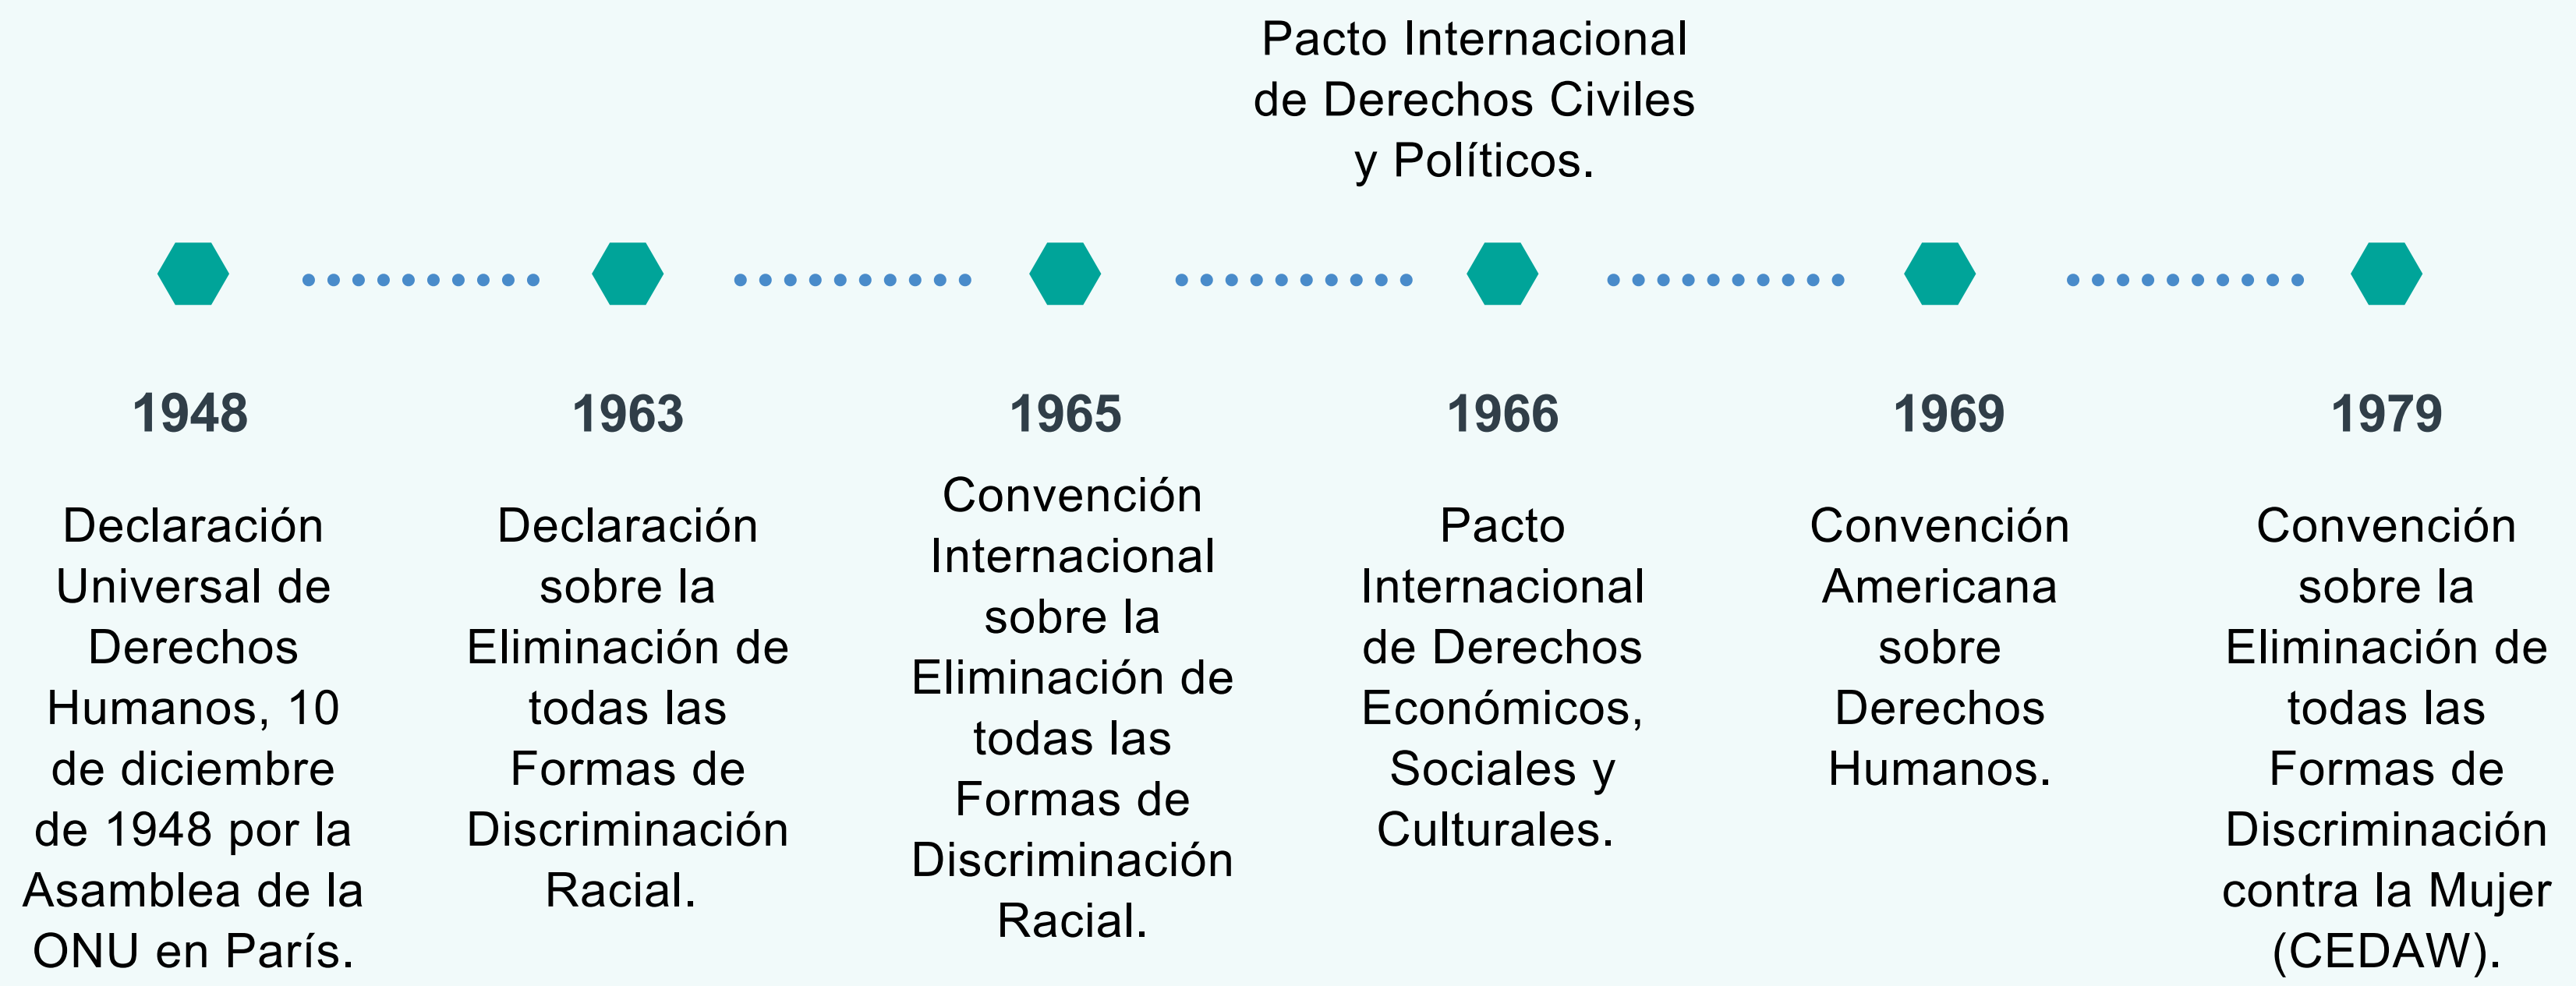 Pacto Internacional
de Derechos Civiles
y Políticos.
1948
Declaración
Universal de
Derechos
Humanos, 10
de diciembre
de 1948 por la
Asamblea de la
ONU en París.
1963
Declaración
sobre la
Eliminación de
todas las
Formas de
Discriminación
Racial.
1965
Convención
Internacional
sobre la
Eliminación de
todas las
Formas de
Discriminación
Racial.
1966
Pacto
Internacional
de Derechos
Económicos,
Sociales y
Culturales.
1969
Convención
Americana
sobre
Derechos
Humanos.
1979
Convención
sobre la
Eliminación de
todas las
Formas de
Discriminación
contra la Mujer
(CEDAW).